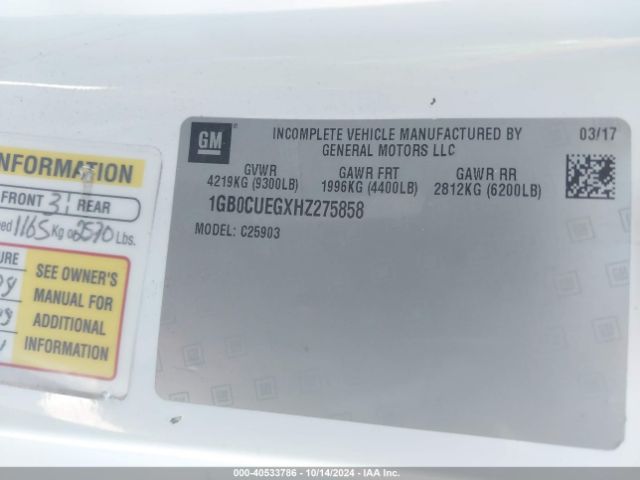 INFORMATION
FRONT 3 REAR
1165 Kg 2570 Lbs.
SEE OWNER'S
MANUAL FOR
ADDITIONAL
INFORMATION
GM
INCOMPLETE VEHICLE MANUFACTURED BY
GENERAL MOTORS LLC
03/17
GVWR GAWR FRT GAWR RR
4219KG (9300LB) 1996KG (4400LB) 2812KG (6200LB)
1GB0CUEGXHZ275858
MODEL: C25903
© - 40533786 - 10/14/2024 - IAA Inc.